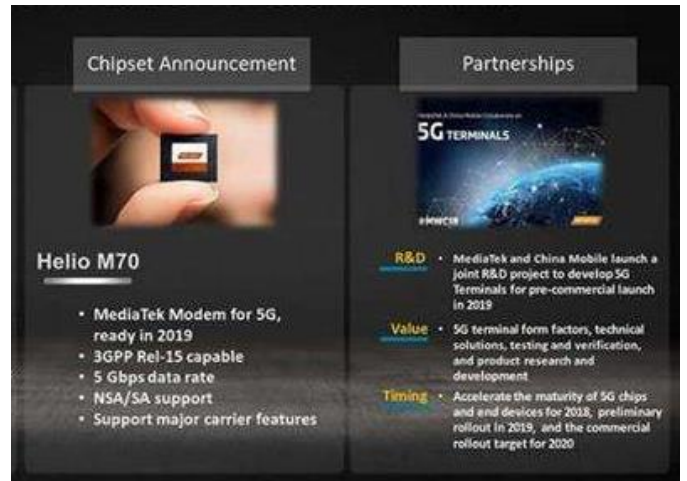 Chipset Announcement
Helio M70
• MediaTek Modem for 5G,
ready in 2019
• 3GPP Rel-15 capable
• 5 Gbps data rate
• NSA/SA support
• Support major carrier features
Partnerships
5G TERMINALS
#MWC18
R&D • MediaTek and China Mobile launch a
joint R&D project to develop 5G
Terminals for pre-commercial launch
in 2019
Value • 5G terminal form factors, technical
solutions, testing and verification,
and product research and
development
Timing • Accelerate the maturity of 5G chips
and end devices for 2018, preliminary
rollout in 2019, and the commercial
rollout target for 2020